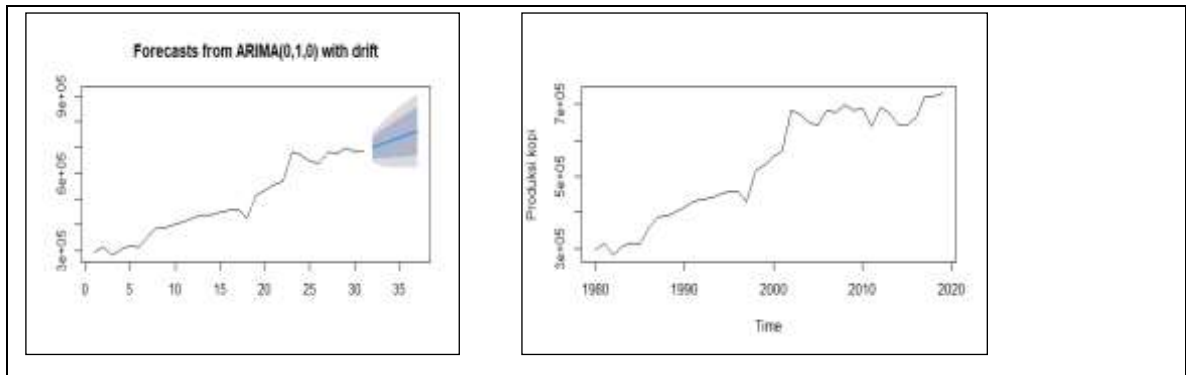 Forecasts from ARIMA(0,1,0) with drift
9e+05
6e+05
3e+05
0 5 10 15 20 25 30 35
Produksi kopi
7e+05
5e+05
3e+05
1980 1990 2000 2010 2020
Time